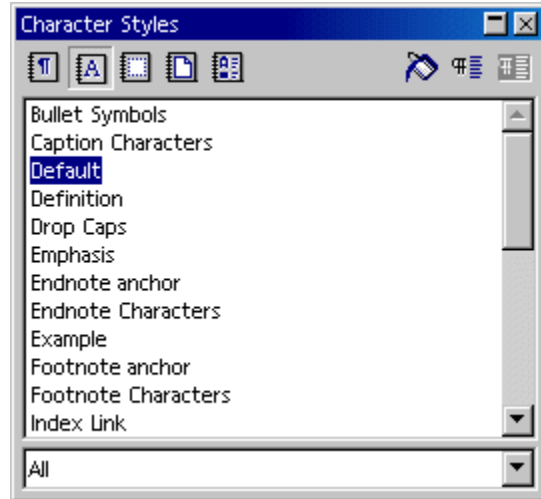 Character Styles
Bullet Symbols
Caption Characters
Default
Definition
Drop Caps
Emphasis
Endnote anchor
Endnote Characters
Example
Footnote anchor
Footnote Characters
Index Link
All